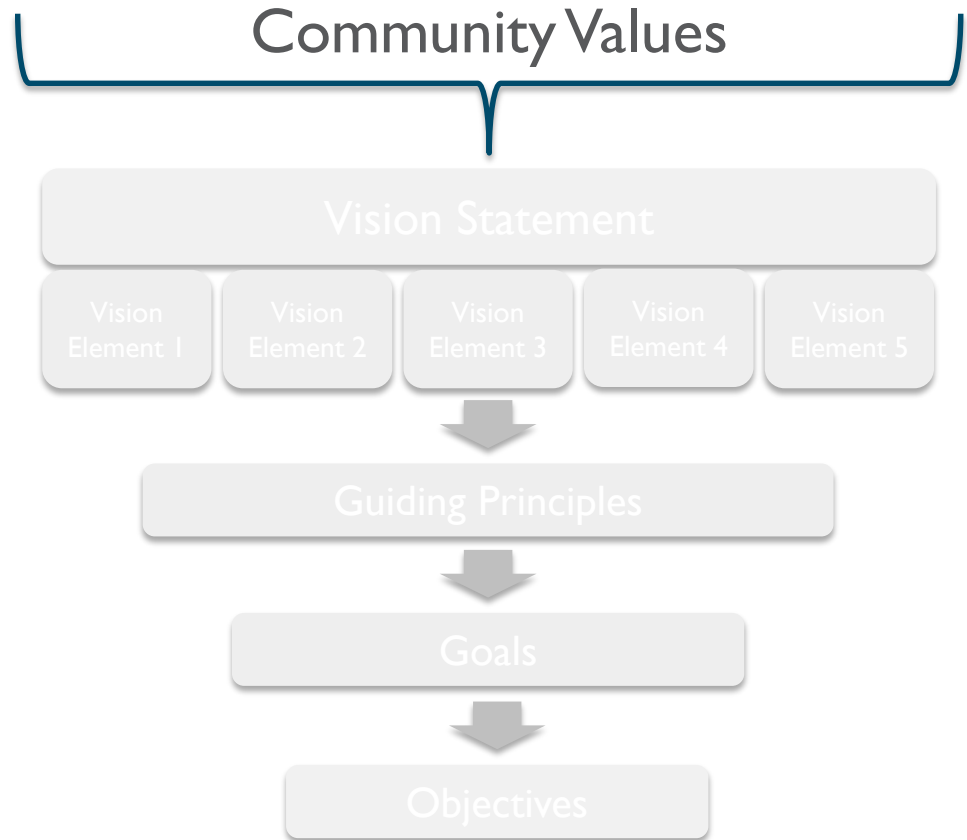 Community Values
Vision Statement
Vision
Element 1
Vision
Element 2
Vision
Element 3
Vision
Element 4
Vision
Element 5
Guiding Principles
Goals
Objectives